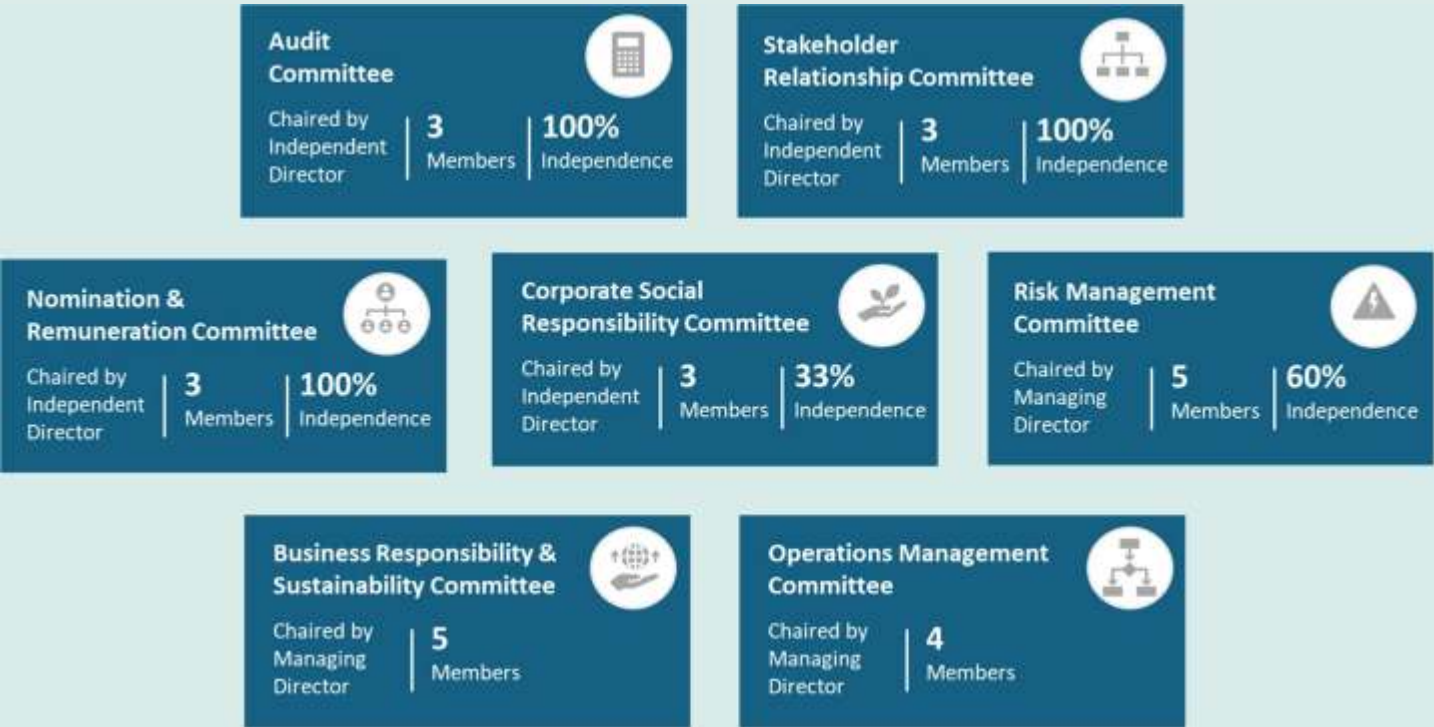 Audit
Committee
Chaired by
Independent
Director
3
Members
100%
Independence
Stakeholder
Relationship Committee
Chaired by
Independent
Director
3
Members
100%
Independence
Nomination &
Remuneration Committee
Chaired by
Independent
Director
3
Members
100%
Independence
Corporate Social
Responsibility Committee
Chaired by
Independent
Director
3
Members
33%
Independence
Risk Management
Committee
Chaired by
Managing
Director
5
Members
60%
Independence
Business Responsibility &
Sustainability Committee
Chaired by
Managing
Director
5
Members
Operations Management
Committee
Chaired by
Managing
Director
4
Members